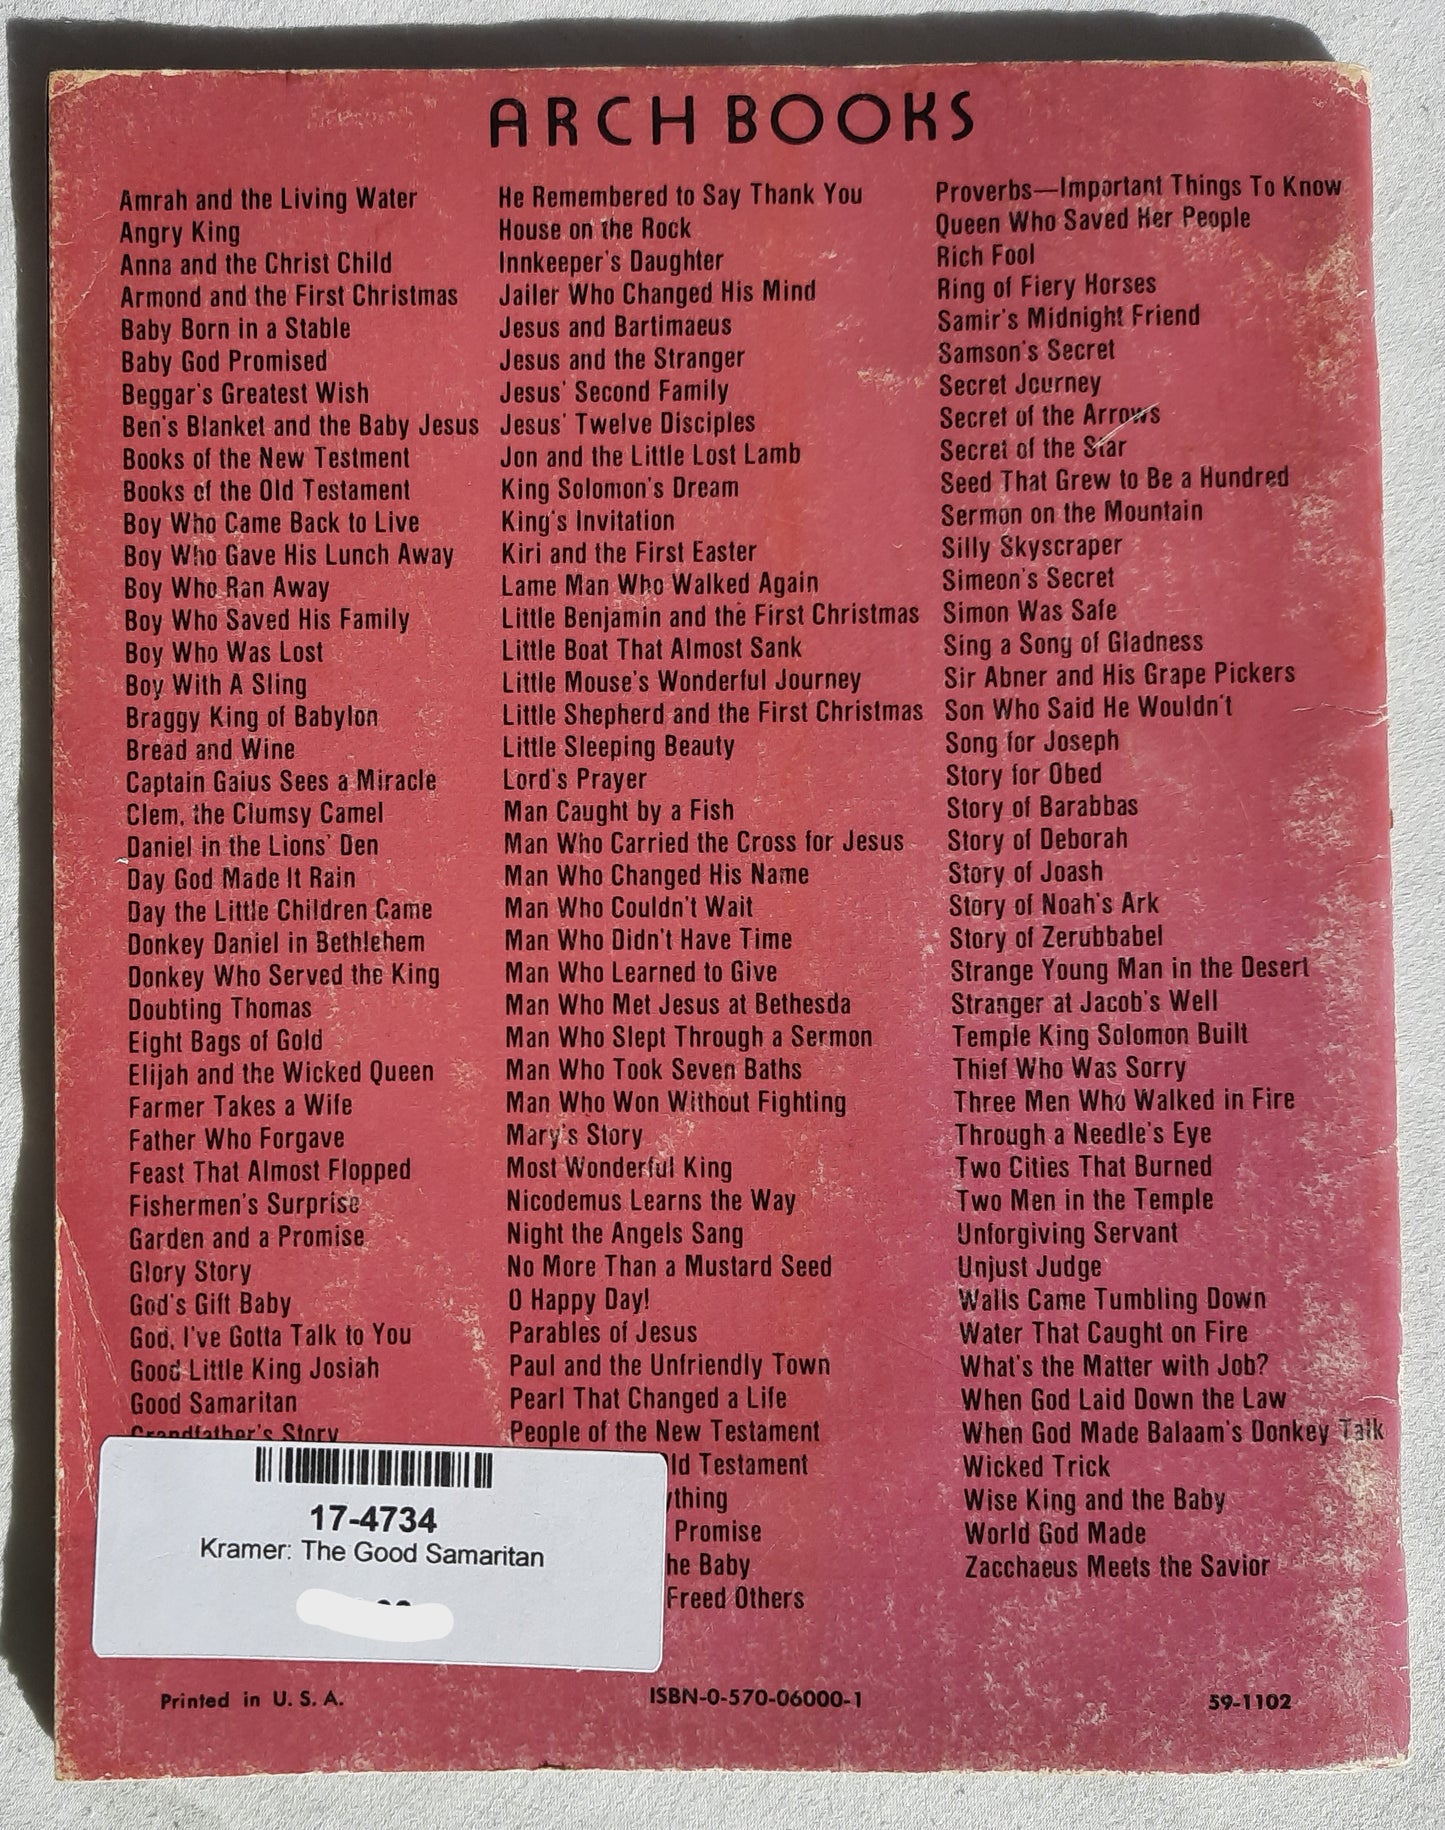 ARCH BOOKS
Amrah and the Living Water
Angry King
Anna and the Christ Child
Armond and the First Christmas
Baby Born in a Stable
Baby God Promised
Beggar's Greatest Wish
Ben's Blanket and the Baby Jesus
Books of the New Testment
Books of the Old Testament
Boy Who Came Back to Live
Boy Who Gave His Lunch Away
Boy Who Ran Away
Boy Who Saved His Family
Boy Who Was Lost
Boy With A Sling
Braggy King of Babylon
Bread and Wine
Captain Gaius Sees a Miracle
Clem, the Clumsy Camel
Daniel in the Lions' Den
Day God Made It Rain
Day the Little Children Came
Donkey Daniel in Bethlehem
Donkey Who Served the King
Doubting Thomas
Eight Bags of Gold
Elijah and the Wicked Queen
Farmer Takes a Wife
Father Who Forgave
Feast That Almost Flopped
Fishermen's Surprise
Garden and a Promise
Glory Story
God's Gift Baby
God, I've Gotta Talk to You
Good Little King Josiah
Good Samaritan
Grandfather's Story
He Remembered to Say Thank You
House on the Rock
Innkeeper's Daughter
Jailer Who Changed His Mind
Jesus and Bartimaeus
Jesus and the Stranger
Jesus' Second Family
Jesus' Twelve Disciples
Jon and the Little Lost Lamb
King Solomon's Dream
King's Invitation
Kiri and the First Easter
Lame Man Who Walked Again
Little Benjamin and the First Christmas
Little Boat That Almost Sank
Little Mouse's Wonderful Journey
Little Shepherd and the First Christmas
Little Sleeping Beauty
Lord's Prayer
Man Caught by a Fish
Man Who Carried the Cross for Jesus
Man Who Changed His Name
Man Who Couldn't Wait
Man Who Didn't Have Time
Man Who Learned to Give
Man Who Met Jesus at Bethesda
Man Who Slept Through a Sermon
Man Who Took Seven Baths
Man Who Won Without Fighting
Mary's Story
Most Wonderful King
Nicodemus Learns the Way
Night the Angels Sang
No More Than a Mustard Seed
O Happy Day!
Parables of Jesus
Paul and the Unfriendly Town
Pearl That Changed a Life
People of the New Testament
Testament
Promise
Baby
Freed Others
Proverbs—Important Things To Know
Queen Who Saved Her People
Rich Fool
Ring of Fiery Horses
Samir's Midnight Friend
Samson's Secret
Secret Journey
Secret of the Arrows
Secret of the Star
Seed That Grew to Be a Hundred
Sermon on the Mountain
Silly Skyscraper
Simeon's Secret
Simon Was Safe
Sing a Song of Gladness
Sir Abner and His Grape Pickers
Son Who Said He Wouldn't
Song for Joseph
Story for Obed
Story of Barabbas
Story of Deborah
Story of Joash
Story of Noah's Ark
Story of Zerubbabel
Strange Young Man in the Desert
Stranger at Jacob's Well
Temple King Solomon Built
Thief Who Was Sorry
Three Men Who Walked in Fire
Through a Needle's Eye
Two Cities That Burned
Two Men in the Temple
Unforgiving Servant
Unjust Judge
Walls Came Tumbling Down
Water That Caught on Fire
What's the Matter with Job?
When God Laid Down the Law
When God Made Balaam's Donkey Talk
Wicked Trick
Wise King and the Baby
World God Made
Zacchaeus Meets the Savior
17-4734
Kramer: The Good Samaritan
Printed in U. S. A.
ISBN-0-570-06000-1
59-1102